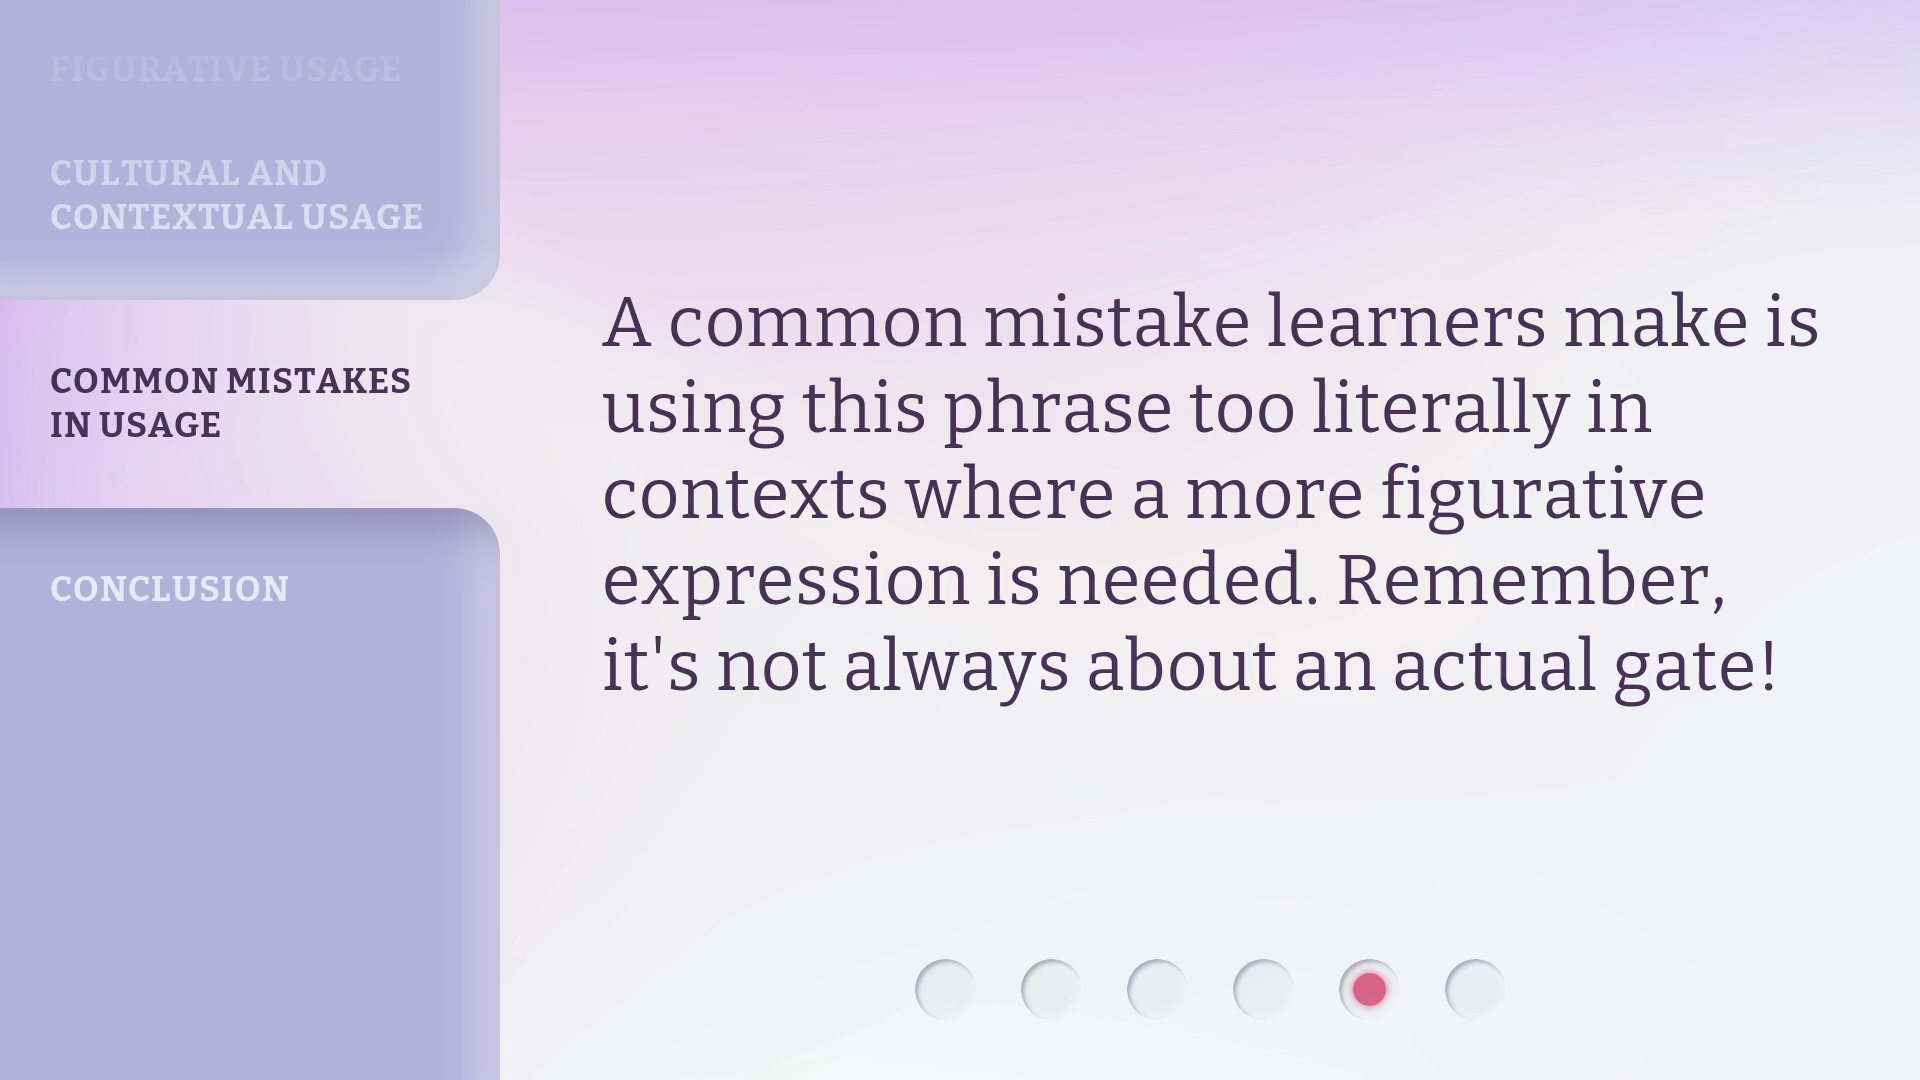 FIGURATIVE USAGE
CULTURAL AND
CONTEXTUAL USAGE
COMMON MISTAKES
IN USAGE
CONCLUSION
A common mistake learners make is
using this phrase too literally in
contexts where a more figurative
expression is needed. Remember,
it's not always about an actual gate!